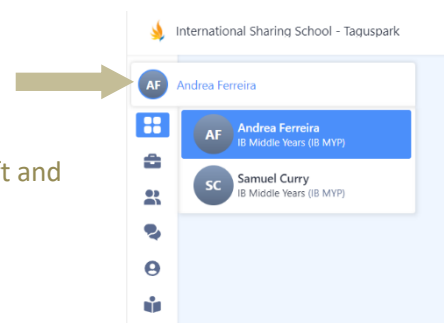 International Sharing School - Taguspark
AF Andrea Ferreira
AF Andrea Ferreira
IB Middle Years (IB MYP)
ft and
SC Samuel Curry
IB Middle Years (IB MYP)